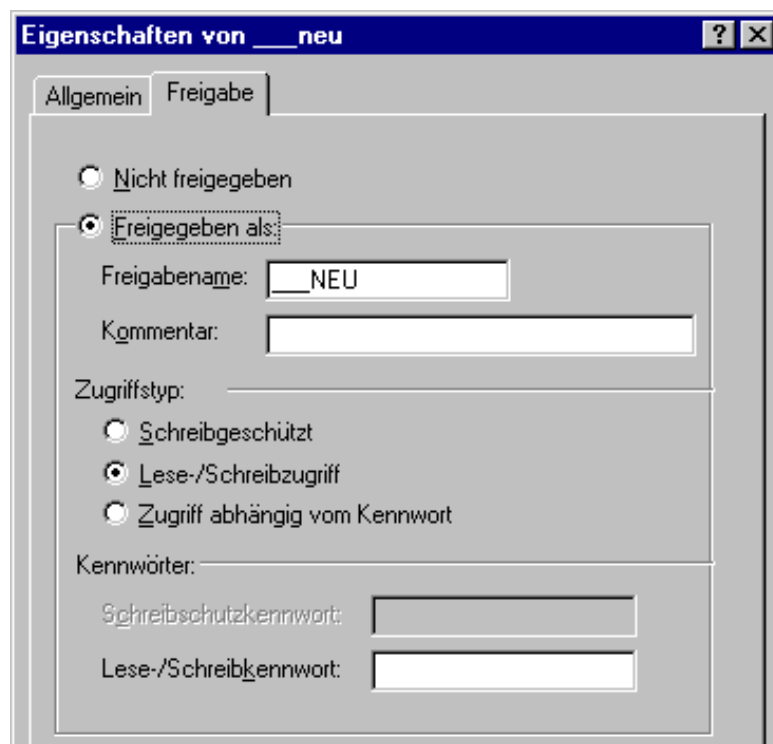 Eigenschaften von ___neu
Allgemein Freigabe
Nicht freigegeben
Freigegeben als:
Freigabename: ___NEU
Kommentar:
Zugriffstyp:
Schreibgeschützt
Lese-/Schreibzugriff
Zugriff abhängig vom Kennwort
Kennwörter:
Schreibschutzkennwort:
Lese-/Schreibkennwort: